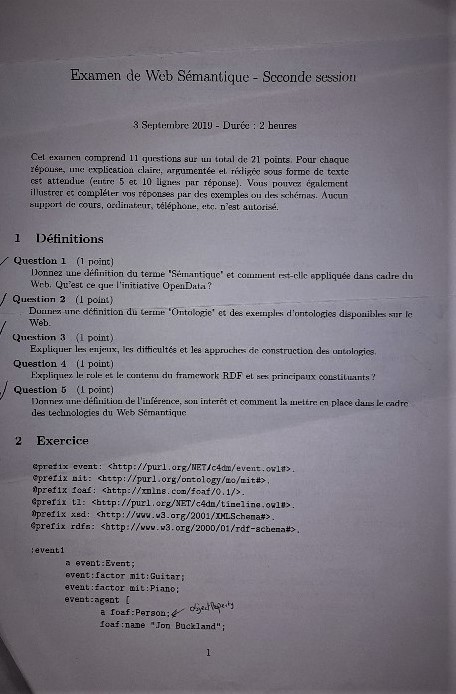 Examen de Web Sémantique - Seconde session
3 Septembre 2019 - Durée : 2 heures
Cet examen comprend 11 questions sur un total de 21 points. Pour chaque
réponse, une explication claire, argumentée et rédigée sous forme de texte
est attendue (entre 5 et 10 lignes par réponse). Vous pouvez également
illustrer et compléter vos réponses par des exemples ou des schémas. Aucun
support de cours, ordinateur, téléphone, etc. n'est autorisé.
1 Définitions
Question 1 (1 point)
Donnez une définition du terme "Sémantique" et comment est-elle appliquée dans cadre du
Web. Qu'est ce que l'initiative OpenData ?
Question 2 (1 point)
Donnez une définition du terme "Ontologie" et des exemples d'ontologies disponibles sur le
Web.
Question 3 (1 point)
Expliquer les enjeux, les difficultés et les approches de construction des ontologies.
Question 4 (1 point)
Expliquez le role et le contenu du framework RDF et ses principaux constituants ?
Question 5 (1 point)
Donnez une définition de l'inférence, son interêt et comment la mettre en place dans le cadre
des technologies du Web Sémantique
2 Exercice
@prefix event: <http://purl.org/NET/c4dm/event.owl#>.
@prefix mit: <http://purl.org/ontology/mo/mit#>.
@prefix foaf: <http://xmlns.com/foaf/0.1/>.
@prefix tl: <http://purl.org/NET/c4dm/timeline.owl#>.
@prefix xsd: <http://www.w3.org/2001/XMLSchema#>.
@prefix rdfs: <http://www.w3.org/2000/01/rdf-schema#>.
:event1
a event:Event;
event:factor mit:Guitar;
event:factor mit:Piano;
event:agent [
a foaf:Person; objectProperty
foaf:name "Jon Buckland";
1